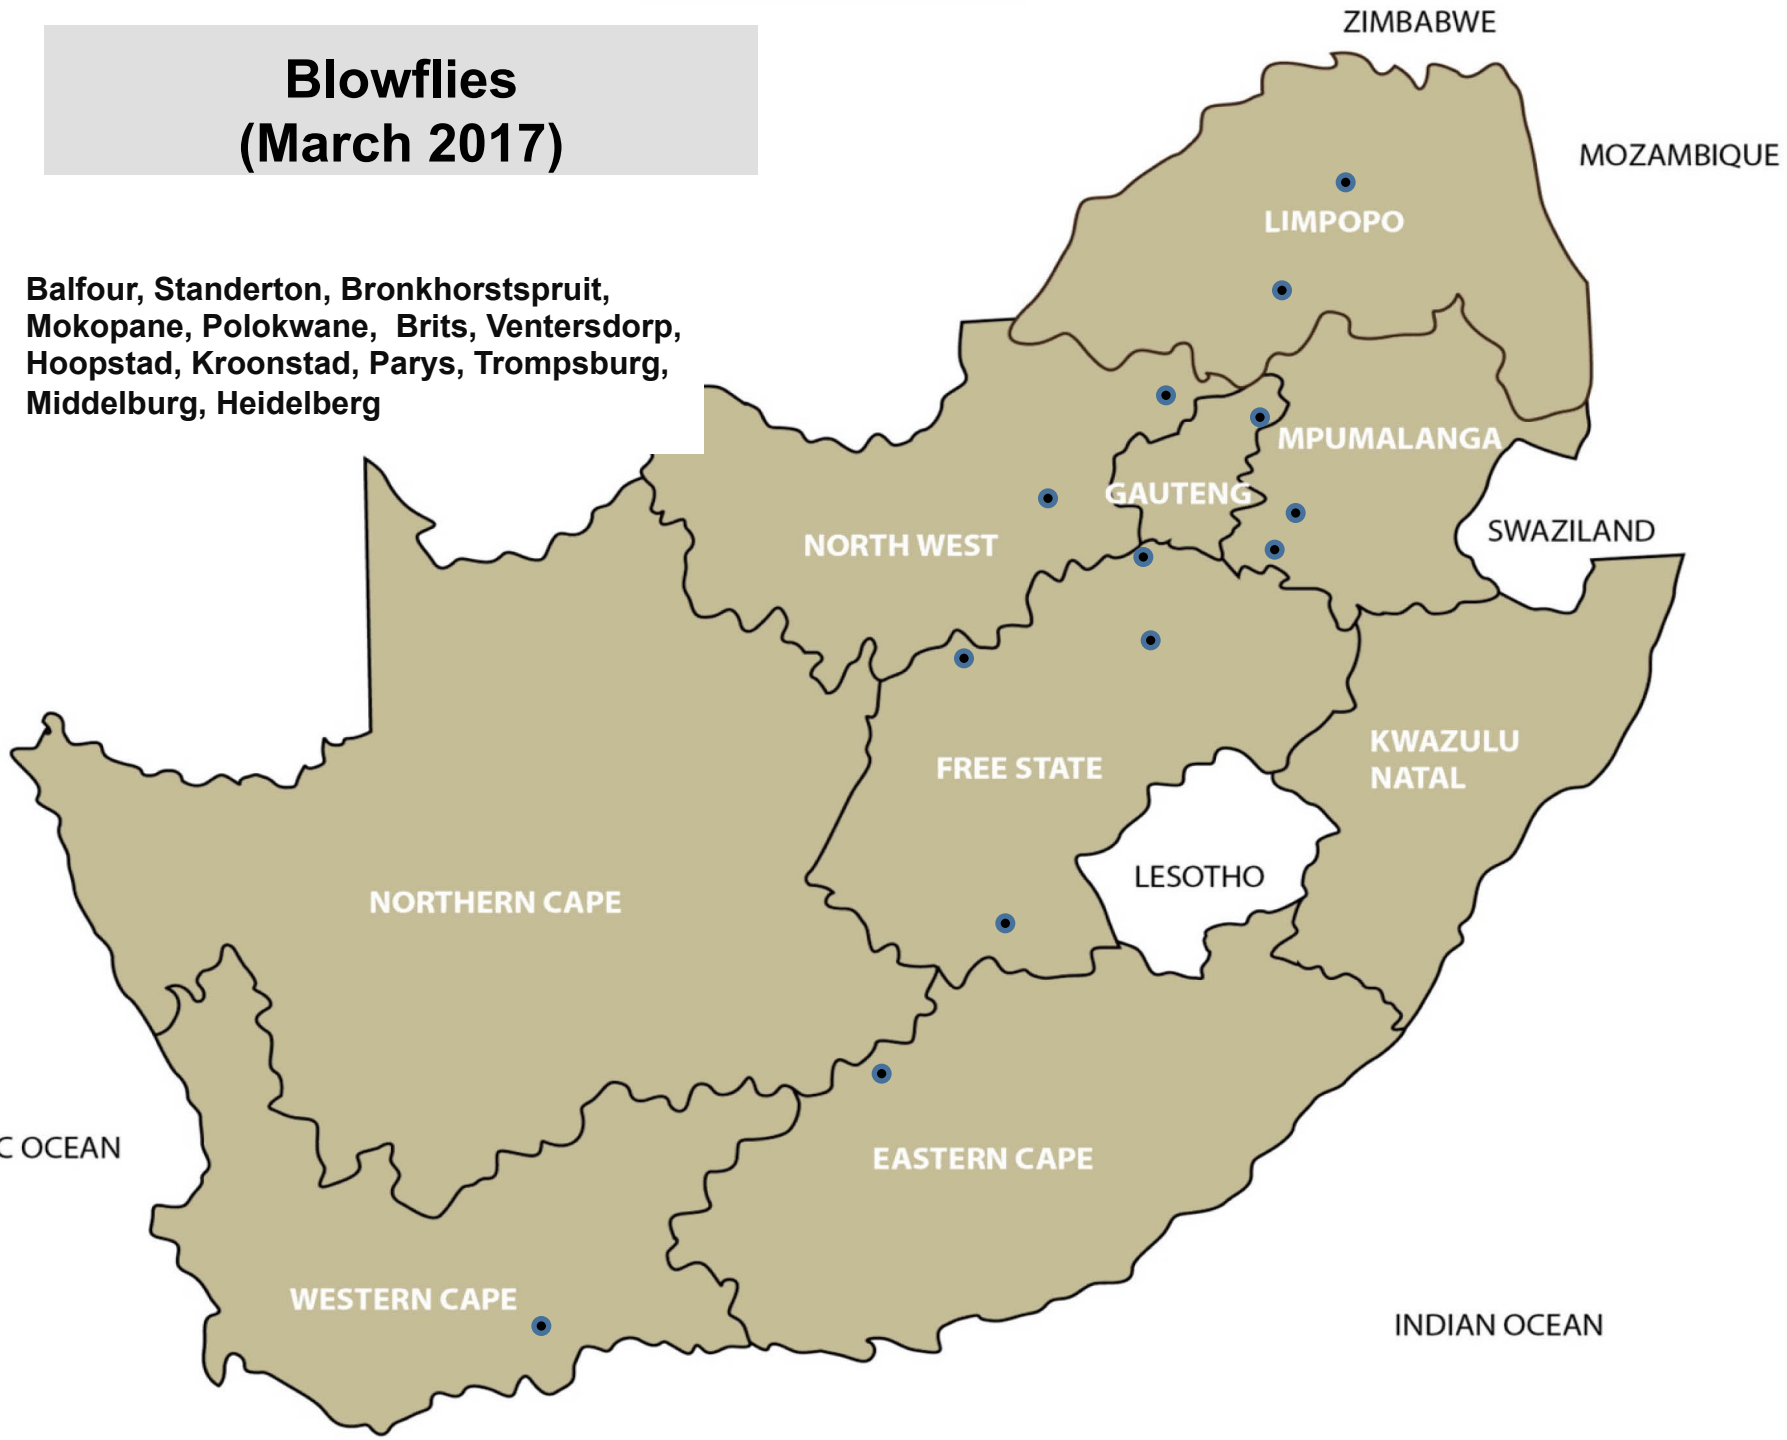 Blowflies
(March 2017)
Balfour, Standerton, Bronkhorstspruit,
Mokopane, Polokwane,  Brits, Ventersdorp,
Hoopstad, Kroonstad, Parys, Trompsburg,
Middelburg, Heidelberg
ZIMBABWE
MOZAMBIQUE
LIMPOPO
MPUMALANGA
GAUTENG
SWAZILAND
NORTH WEST
KWAZULU
NATAL
FREE STATE
LESOTHO
NORTHERN CAPE
C OCEAN
EASTERN CAPE
WESTERN CAPE
INDIAN OCEAN